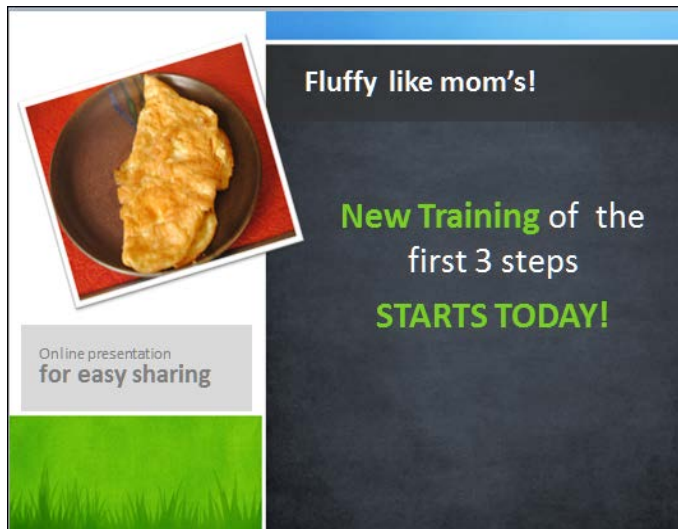 Fluffy like mom's!
New Training of the
first 3 steps
STARTS TODAY!
Online presentation
for easy sharing